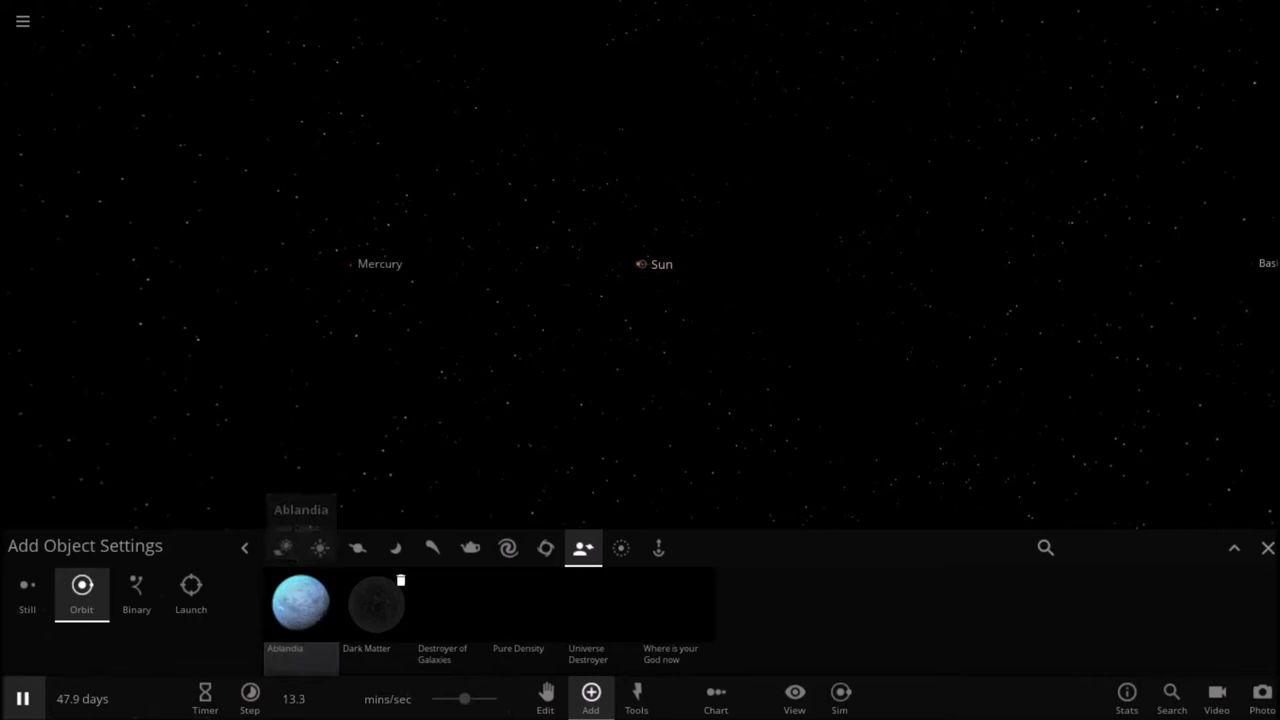 Mercury
Sun
Bas
Ablandia
Add Object Settings
Still
Orbit
Binary
Launch
Ablandia
Dark Matter
Destroyer of
Galaxies
Pure Density
Universe
Destroyer
Where is your
God now
47.9 days
Timer
Step
13.3
mins/sec
Edit
Add
Tools
Chart
View
Sim
Stats
Search
Video
Photo